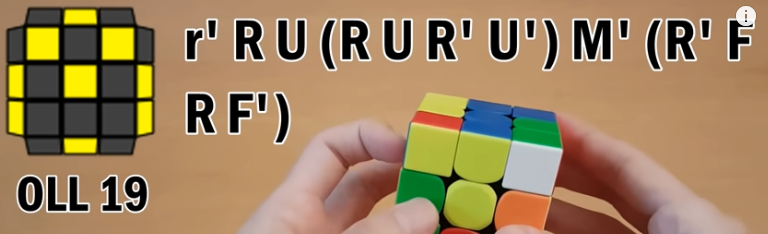 r' R U (R U R' U') M' (R' F
R F')
OLL 19